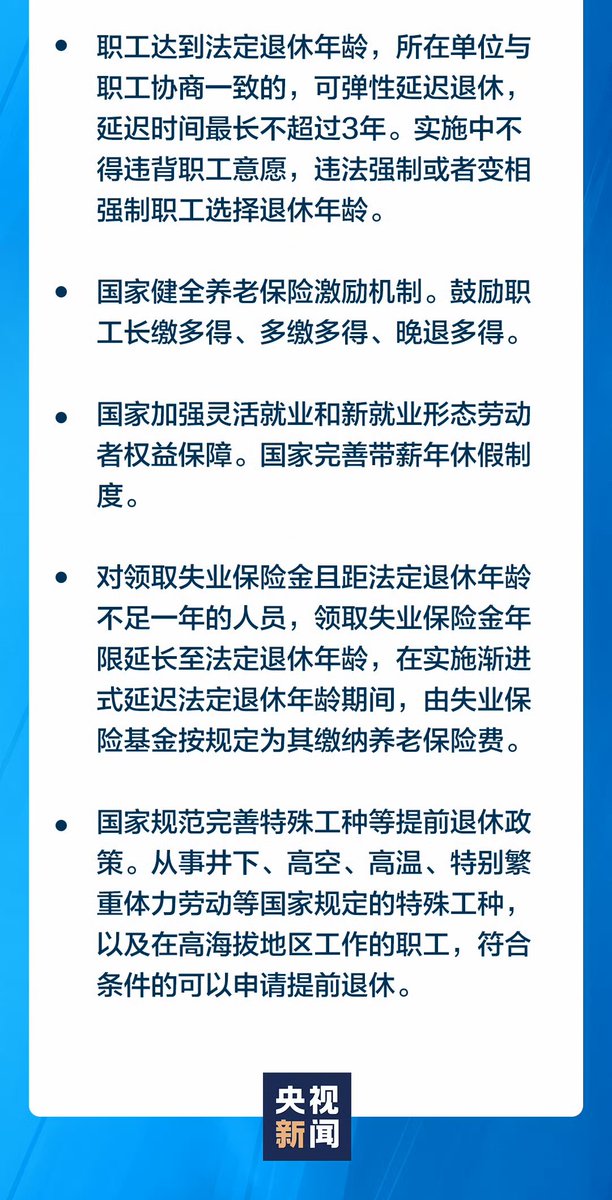 • 职工达到法定退休年龄，所在单位与
职工协商一致的，可弹性延迟退休，
延迟时间最长不超过3年。实施中不
得违背职工意愿，违法强制或者变相
强制职工选择退休年龄。
• 国家健全养老保险激励机制。鼓励职
工长缴多得、多缴多得、晚退多得。
• 国家加强灵活就业和新就业形态劳动
者权益保障。国家完善带薪年休假制
度。
• 对领取失业保险金且距法定退休年龄
不足一年的人员，领取失业保险金年
限延长至法定退休年龄，在实施渐进
式延迟法定退休年龄期间，由失业保
险基金按规定为其缴纳养老保险费。
• 国家规范完善特殊工种等提前退休政
策。从事井下、高空、高温、特别繁
重体力劳动等国家规定的特殊工种，
以及在高海拔地区工作的职工，符合
条件的可以申请提前退休。
央视
新闻